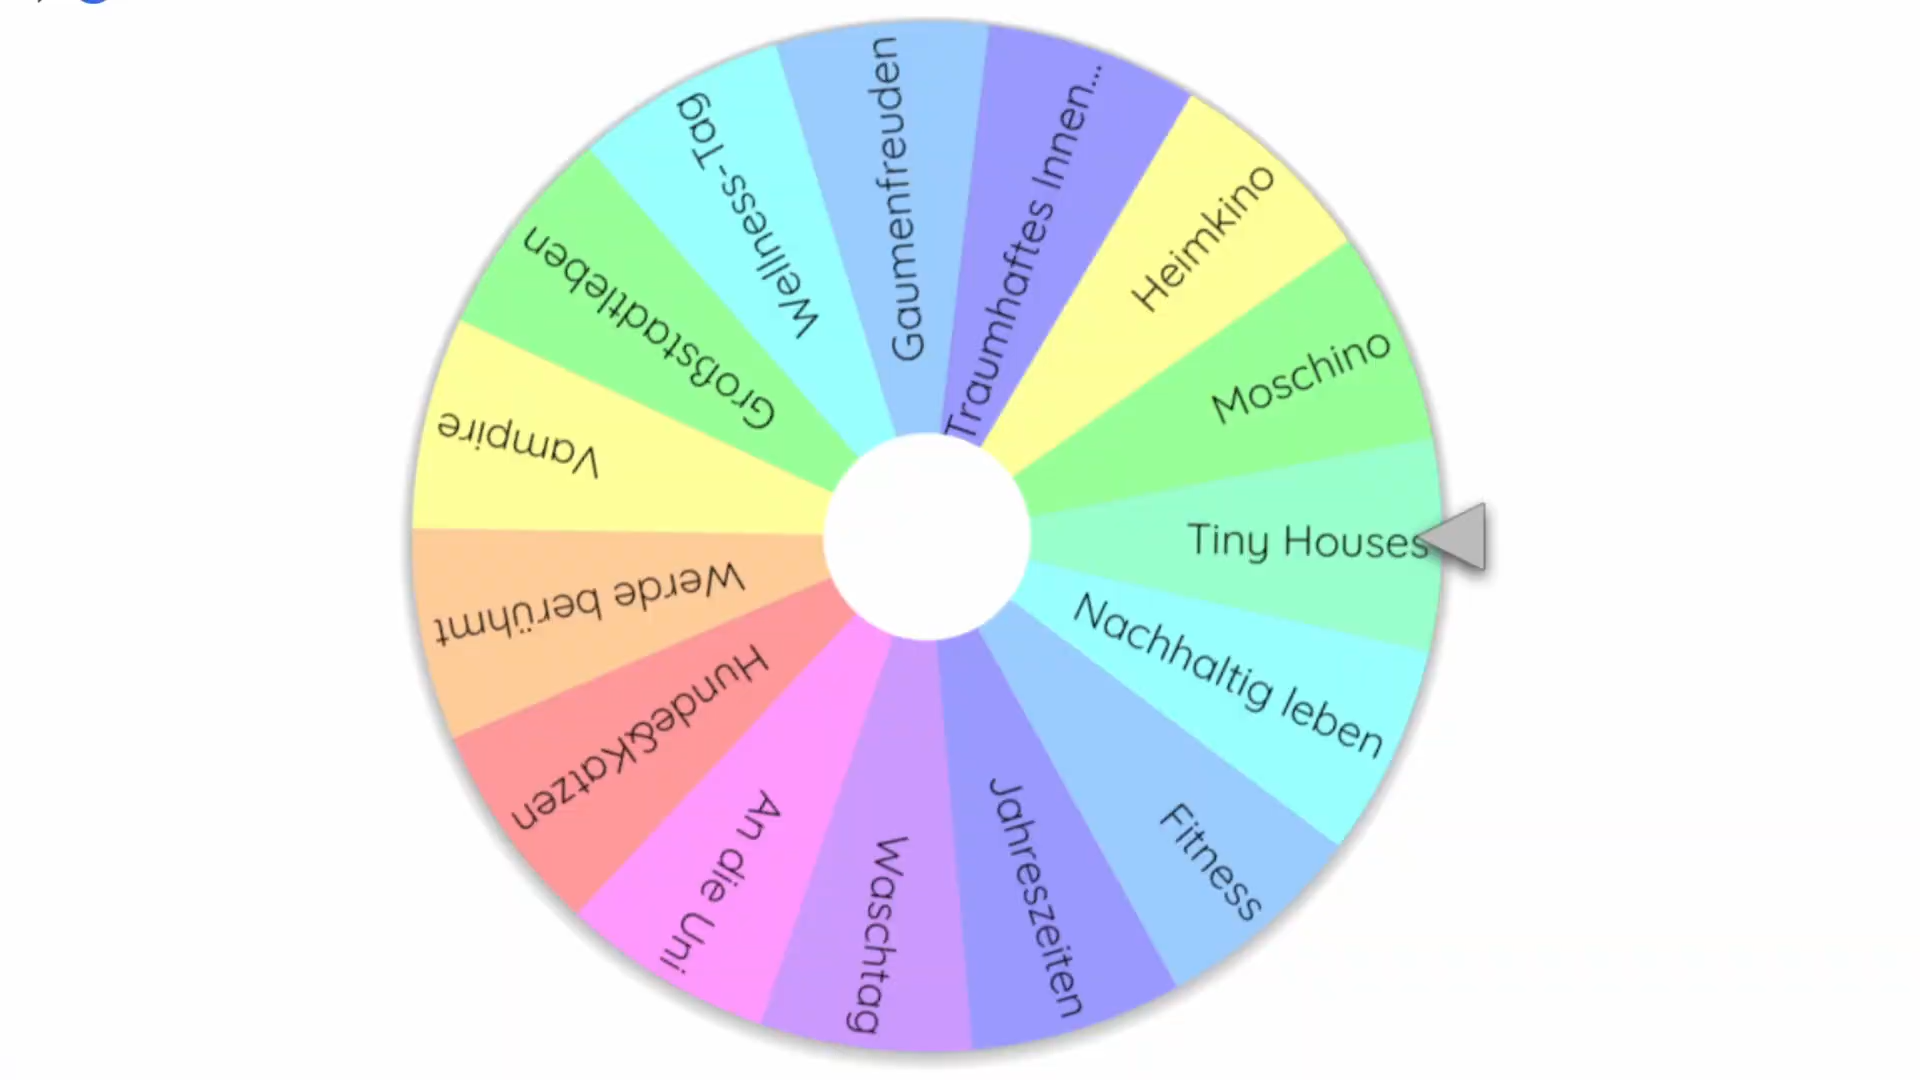 Gaumenfreuden
Traumhaftes Innen...
Heimkino
Moschino
Tiny Houses
Nachhaltig leben
Fitness
Jahreszeiten
Waschtag
An die Uni
Hunde&Katzen
Werde berühmt
Vampire
Großstadtleben
Wellness-Tag